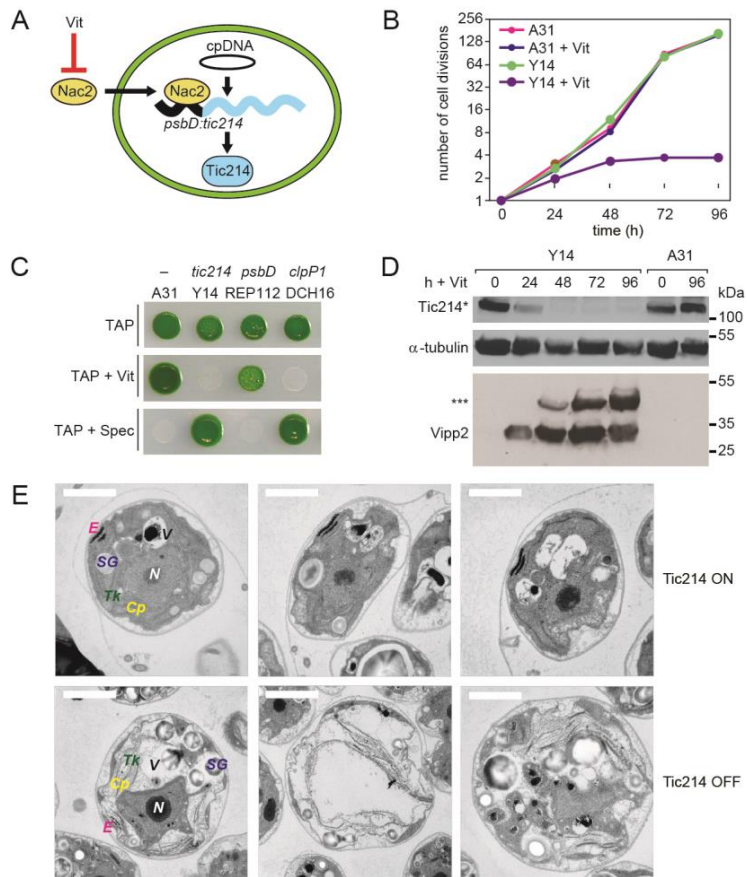 A
Vit
Nac2
cpDNA
Nac2
psbD:tic214
Tic214
B
number of cell divisions
256
128
64
32
16
8
4
2
1
0 24 48 72 96
time (h)
A31
A31 + Vit
Y14
Y14 + Vit
C
– tic214 psbD clpP1
A31 Y14 REP112 DCH16
TAP
TAP + Vit
TAP + Spec
D
Y14 A31
h + Vit 0 24 48 72 96 0 96 kDa
Tic214* 100
α-tubulin 55
55
***
35
Vipp2
25
E
E V
SG N
Tk Cp
Tic214 ON
Tk V SG
Cp
N
E
Tic214 OFF